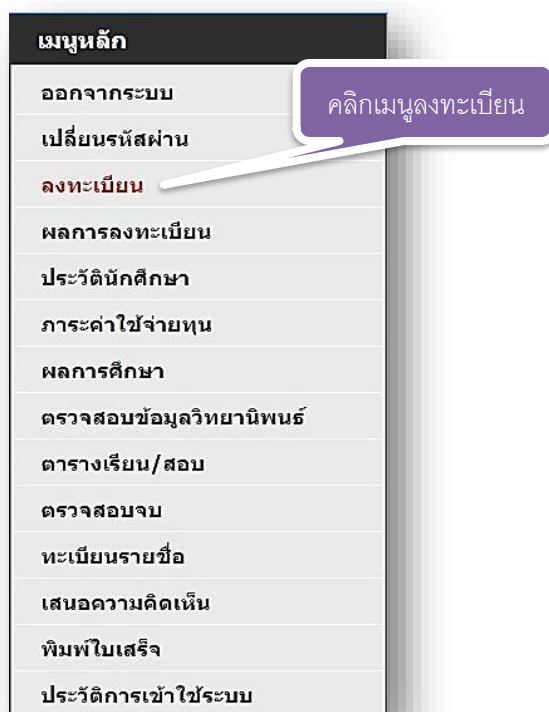 เมนูหลัก
ออกจากระบบ
คลิกเมนูลงทะเบียน
เปลี่ยนรหัสผ่าน
ลงทะเบียน
ผลการลงทะเบียน
ประวัตินักศึกษา
ภาระค่าใช้จ่ายทุน
ผลการศึกษา
ตรวจสอบข้อมูลวิทยานิพนธ์
ตารางเรียน/สอบ
ตรวจสอบจบ
ทะเบียนรายชื่อ
เสนอความคิดเห็น
พิมพ์ใบเสร็จ
ประวัติการเข้าใช้ระบบ